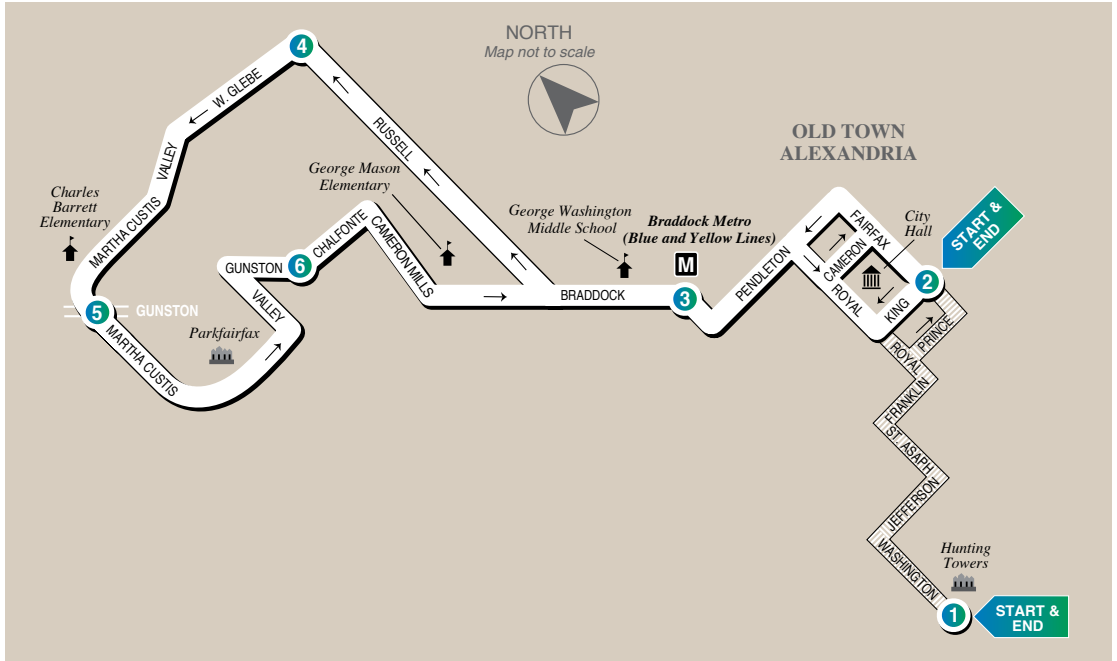 NORTH
Map not to scale
OLD TOWN
ALEXANDRIA
4
W. GLEBE
VALLEY
RUSSELL
George Mason
Elementary
Charles
Barrett
Elementary
MARTHA CUSTIS
George Washington
Middle School
Braddock Metro
(Blue and Yellow Lines)
M
City
Hall
START &
END
FAIRFAX
CAMERON
ROYAL
KING
2
PENDLETON
CHALFONTE
CAMERON MILLS
GUNSTON
6
VALLEY
BRADDOCK
3
5
GUNSTON
MARTHA CUSTIS
Parkfairfax
PRINCE
ROYAL
FRANKLIN
ST. ASAPH
JEFFERSON
WASHINGTON
Hunting
Towers
1
START &
END